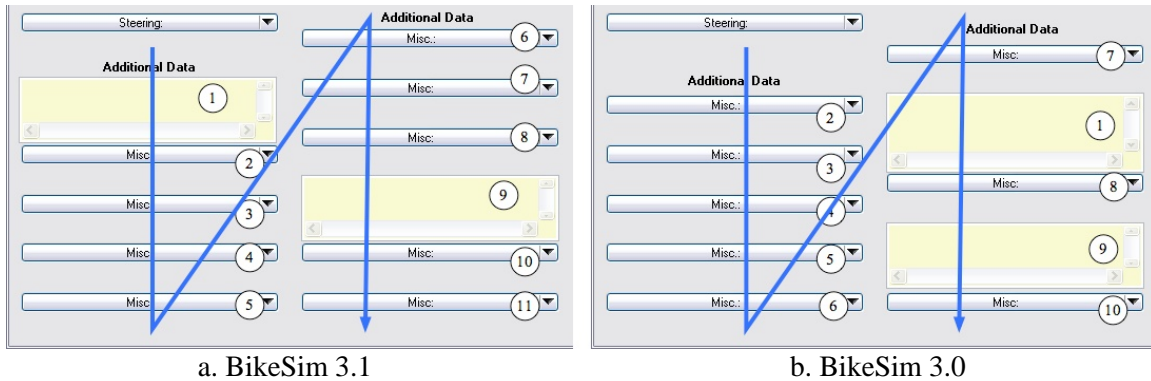 Steering:
Additional Data
1
Misc
2
Misc
3
Misc
4
Misc
5
Additional Data
Misc.:
6
Misc:
7
Misc:
8
9
Misc:
10
Misc:
11
a. BikeSim 3.1
Steering:
Additional Data
Misc.:
2
Misc.:
3
Misc.:
4
Misc.:
5
Misc.:
6
Additional Data
Misc:
7
1
Misc:
8
9
Misc:
10
b. BikeSim 3.0